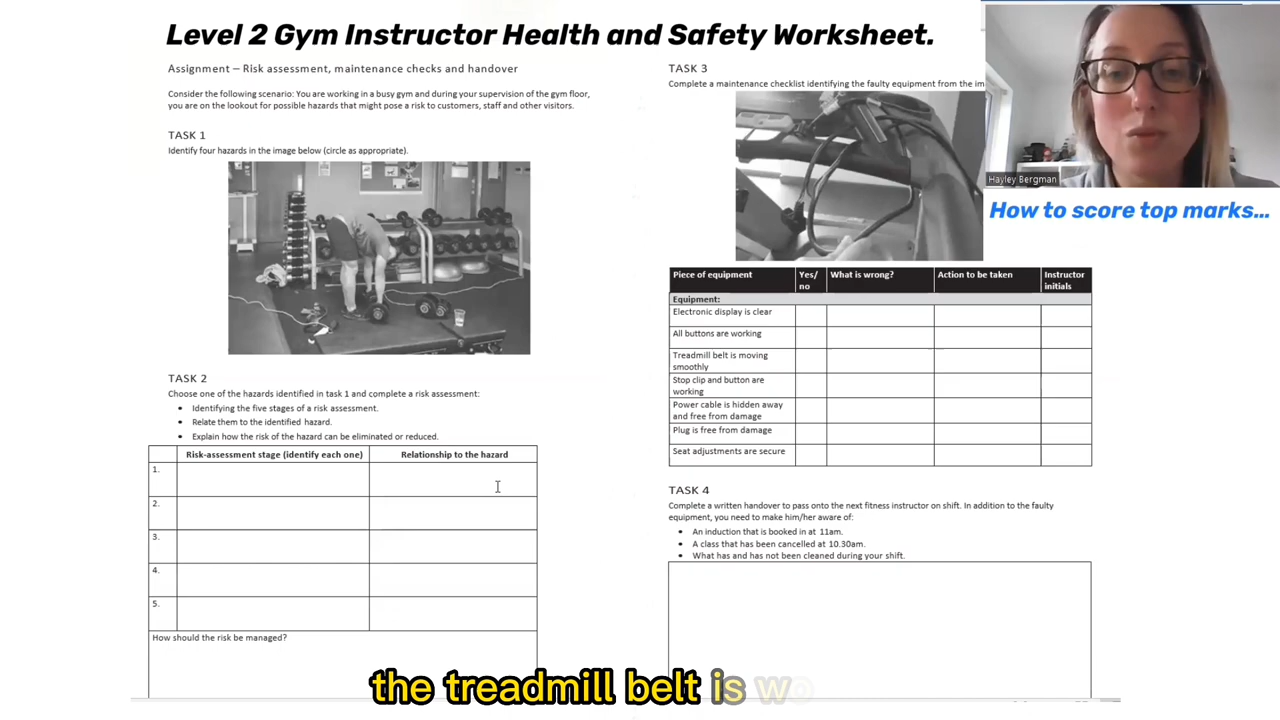 Level 2 Gym Instructor Health and Safety Worksheet.
Assignment – Risk assessment, maintenance checks and handover
Consider the following scenario: You are working in a busy gym and during your supervision of the gym floor,
you are on the lookout for possible hazards that might pose a risk to customers, staff and other visitors.
TASK 1
Identify four hazards in the image below (circle as appropriate).
TASK 2
Choose one of the hazards identified in task 1 and complete a risk assessment:
• Identifying the five stages of a risk assessment.
• Relate them to the identified hazard.
• Explain how the risk of the hazard can be eliminated or reduced.
Risk-assessment stage (identify each one) Relationship to the hazard
1.
2.
3.
4.
5.
How should the risk be managed?
TASK 3
Complete a maintenance checklist identifying the faulty equipment from the im
Piece of equipment Yes/ no What is wrong? Action to be taken Instructor initials
Equipment:
Electronic display is clear
All buttons are working
Treadmill belt is moving
smoothly
Stop clip and button are
working
Power cable is hidden away
and free from damage
Plug is free from damage
Seat adjustments are secure
TASK 4
Complete a written handover to pass onto the next fitness instructor on shift. In addition to the faulty
equipment, you need to make him/her aware of:
• An induction that is booked in at 11am.
• A class that has been cancelled at 10.30am.
• What has and has not been cleaned during your shift.
Hayley Bergman
How to score top marks...
the treadmill belt is wo